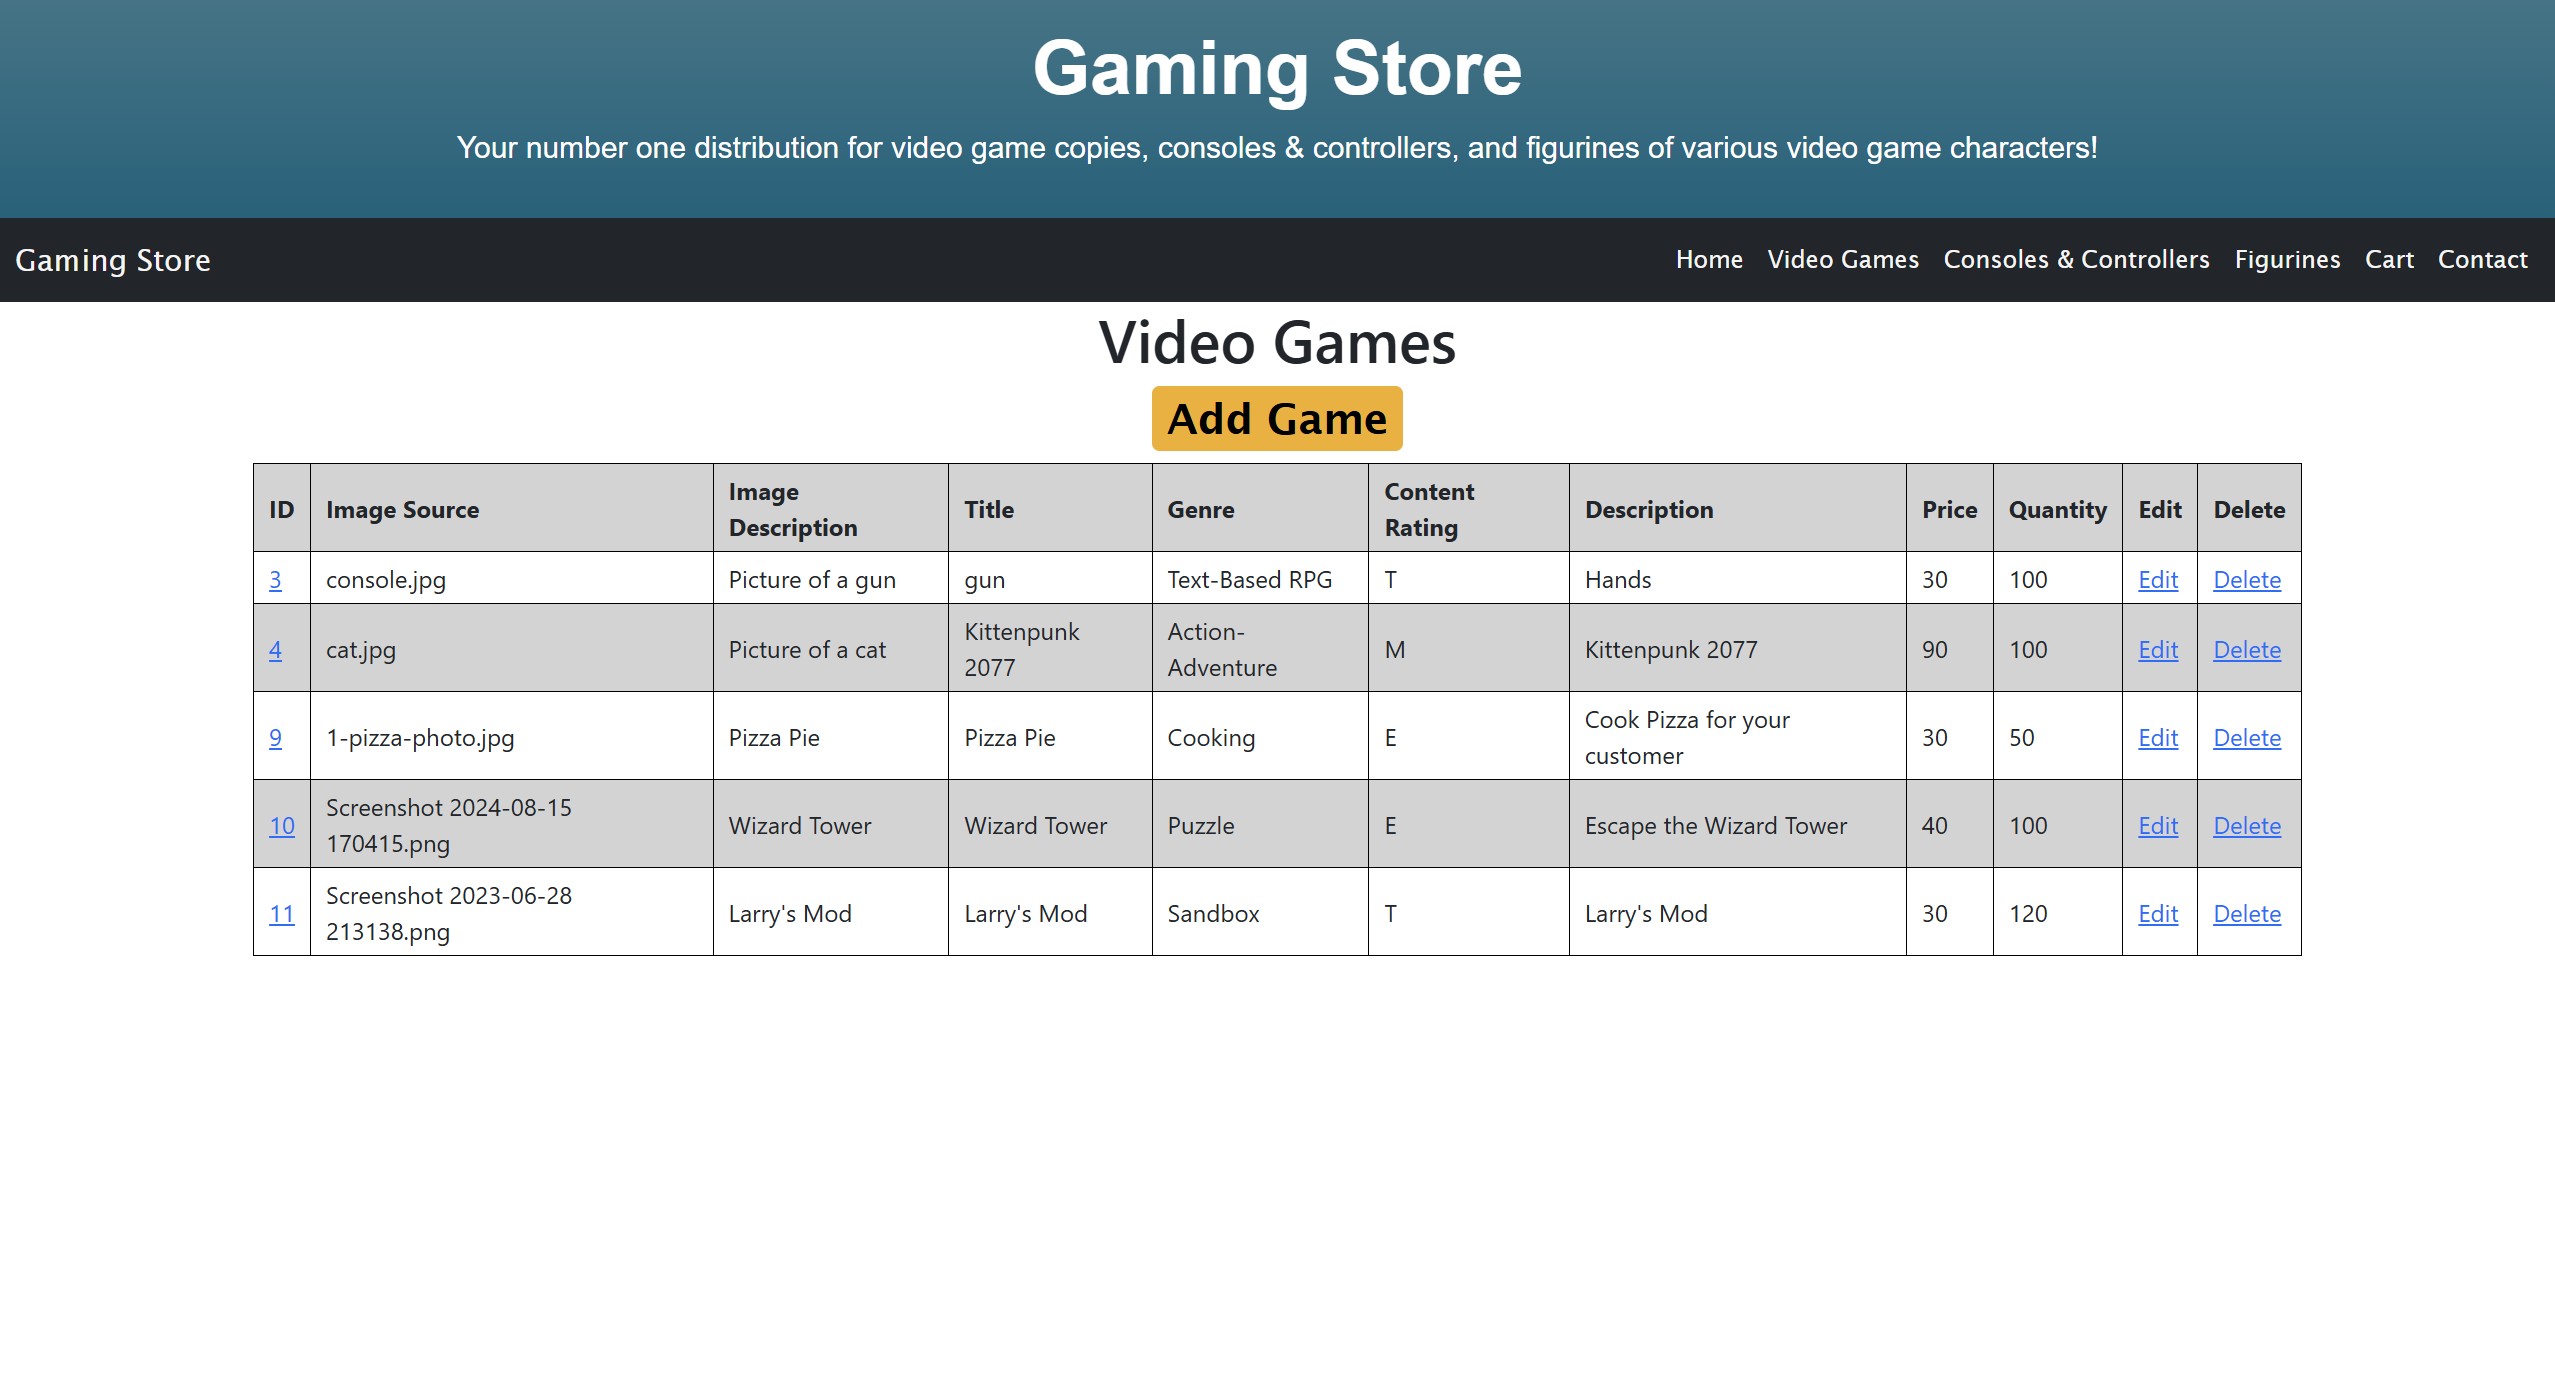 Gaming Store
Your number one distribution for video game copies, consoles & controllers, and figurines of various video game characters!
Gaming Store Home Video Games Consoles & Controllers Figurines Cart Contact
Video Games
Add Game
ID Image Source Image Description Title Genre Content Rating Description Price Quantity Edit Delete
3 console.jpg Picture of a gun gun Text-Based RPG T Hands 30 100 Edit Delete
4 cat.jpg Picture of a cat Kittenpunk 2077 Action-Adventure M Kittenpunk 2077 90 100 Edit Delete
9 1-pizza-photo.jpg Pizza Pie Pizza Pie Cooking E Cook Pizza for your customer 30 50 Edit Delete
10 Screenshot 2024-08-15 170415.png Wizard Tower Wizard Tower Puzzle E Escape the Wizard Tower 40 100 Edit Delete
11 Screenshot 2023-06-28 213138.png Larry's Mod Larry's Mod Sandbox T Larry's Mod 30 120 Edit Delete